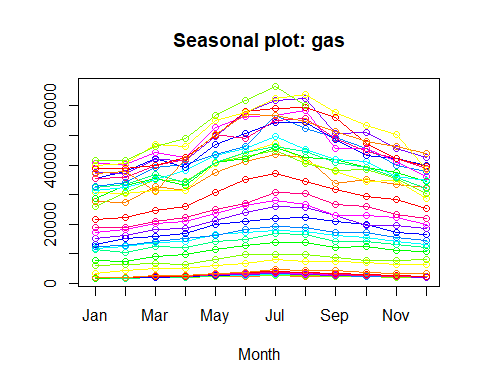 Seasonal plot: gas
60000
40000
20000
0
Jan Mar May Jul Sep Nov
Month